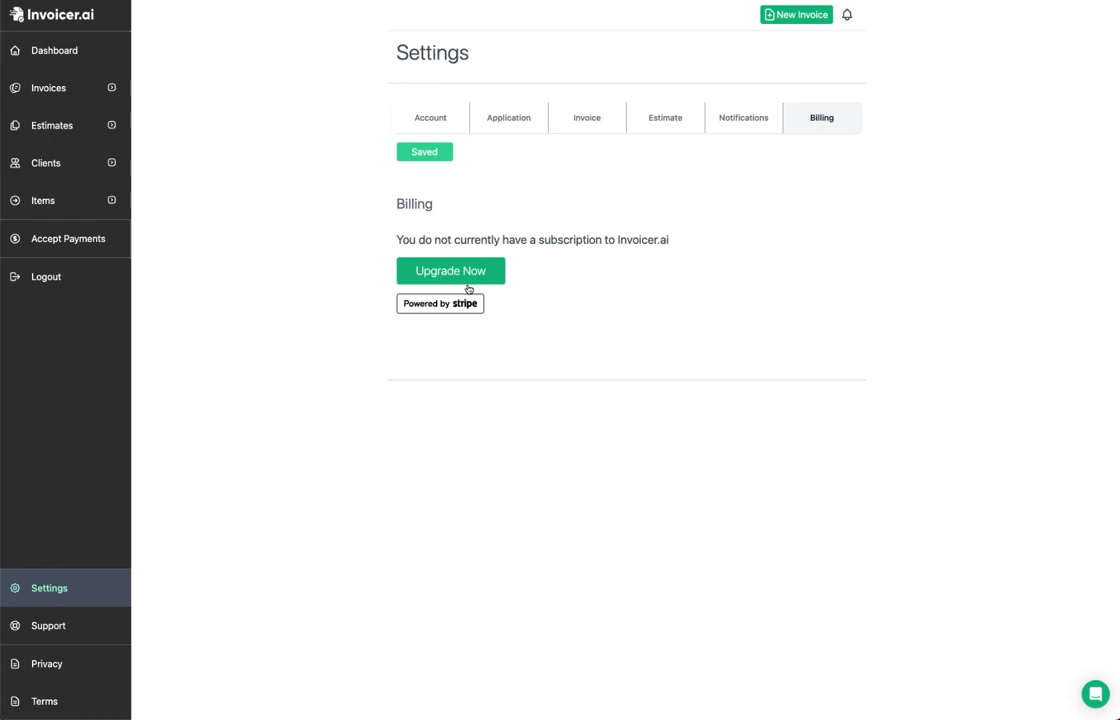 Invoicer.ai
Dashboard
Invoices
Estimates
Clients
Items
Accept Payments
Logout
Settings
Support
Privacy
Terms
New Invoice
Settings
Account
Application
Invoice
Estimate
Notifications
Billing
Saved
Billing
You do not currently have a subscription to Invoicer.ai
Upgrade Now
Powered by stripe